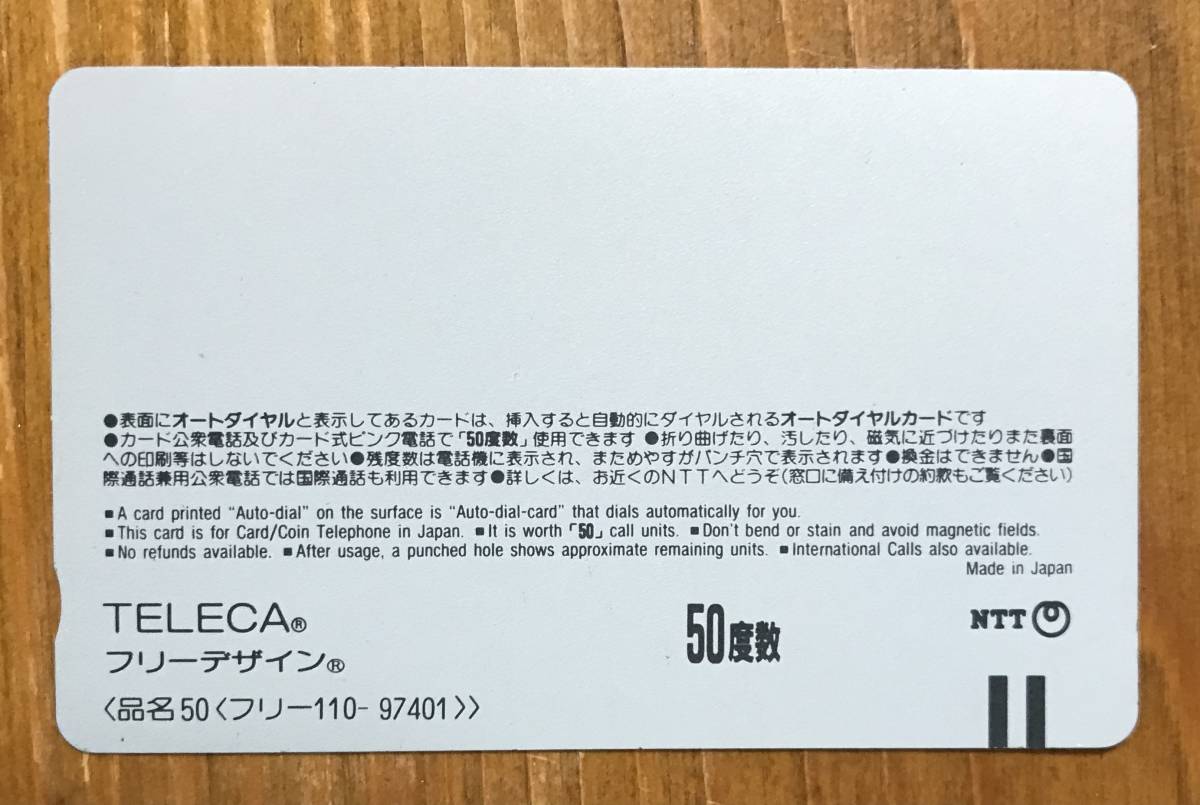 ●表面にオートダイヤルと表示してあるカードは、挿入すると自動的にダイヤルされるオートダイヤルカードです
●カード公衆電話及びカード式ピンク電話で「50度数」使用できます ●折り曲げたり、汚したり、磁気に近づけたりまた裏面
への印刷等はしないでください●残度数は電話機に表示され、まためやすがパンチ穴で表示されます●換金はできません●国
際通話兼用公衆電話では国際通話も利用できます●詳しくは、お近くのNTTへどうぞ(窓口に備え付けの約款もご覧ください)
■A card printed “Auto-dial” on the surface is “Auto-dial-card” that dials automatically for you.
■This card is for Card/Coin Telephone in Japan. ■It is worth「50」call units. ■Don't bend or stain and avoid magnetic fields.
■No refunds available. ■After usage, a punched hole shows approximate remaining units. ■International Calls also available.
Made in Japan
TELECA®
フリーデザイン®
50度数
NTT
〈品名50〈フリー110-97401〉〉